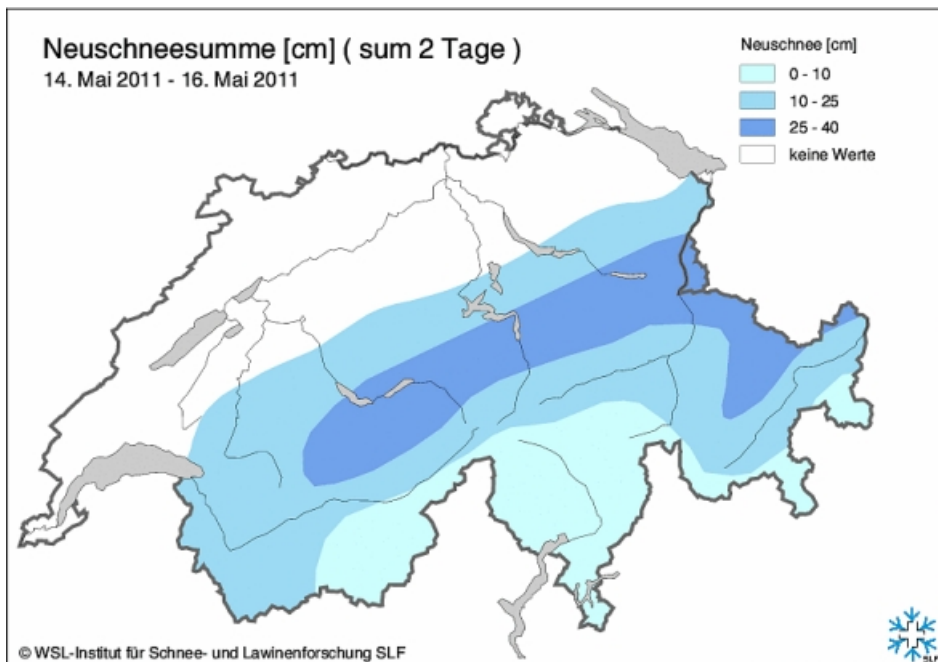 Neuschneesumme [cm] ( sum 2 Tage )
14. Mai 2011 - 16. Mai 2011
Neuschnee [cm]
0 - 10
10 - 25
25 - 40
keine Werte
© WSL-Institut für Schnee- und Lawinenforschung SLF
SLF